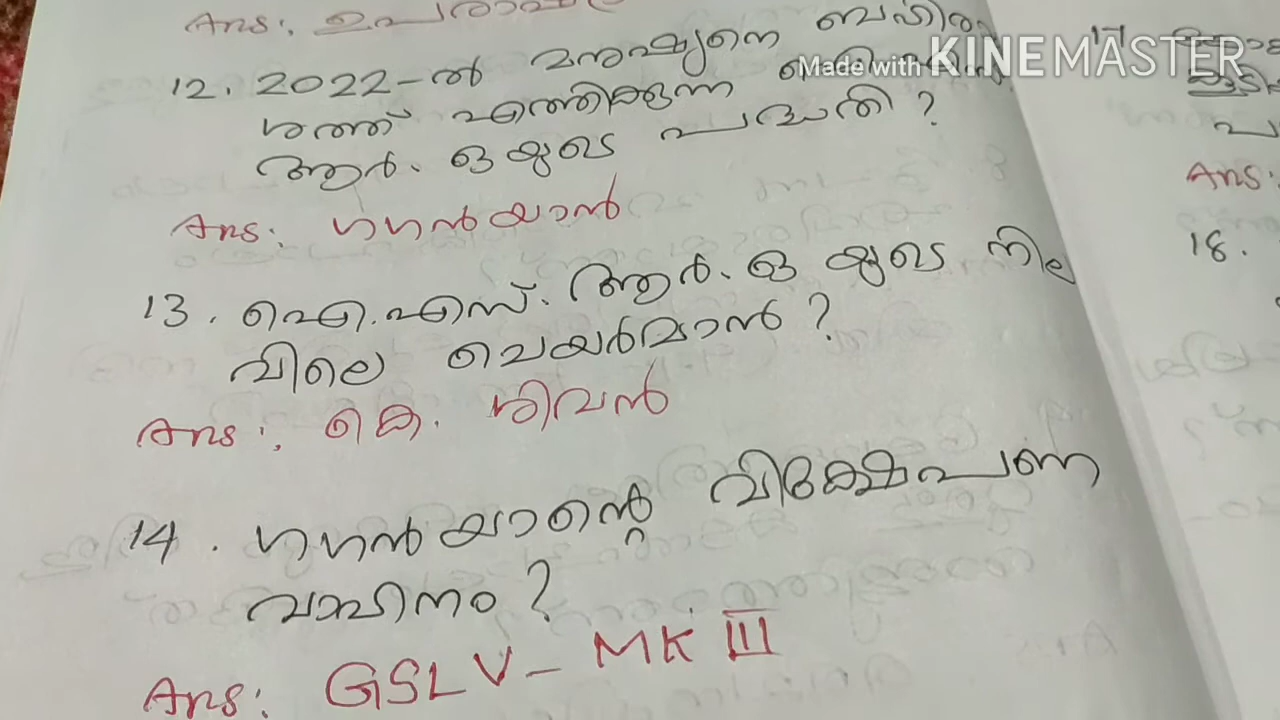 Ans:
12. 2022-ൽ മനുഷ്യനെ
ശത്ത് എത്തിക്കുന്ന
ആർ. ഒ യുടെ പദ്ധതി ?
Ans: ഗഗൻയാൻ
13. ഐ.എസ്. ആർ. ഒ യുടെ നില
വിലെ ചെയർമാൻ ?
Ans: കെ. ശിവൻ
14. ഗഗൻയാന്റെ വിക്ഷേപണ
വാഹനം ?
Ans: GSLV- MK III
Made with KINEMASTER
17
Ans:
18.